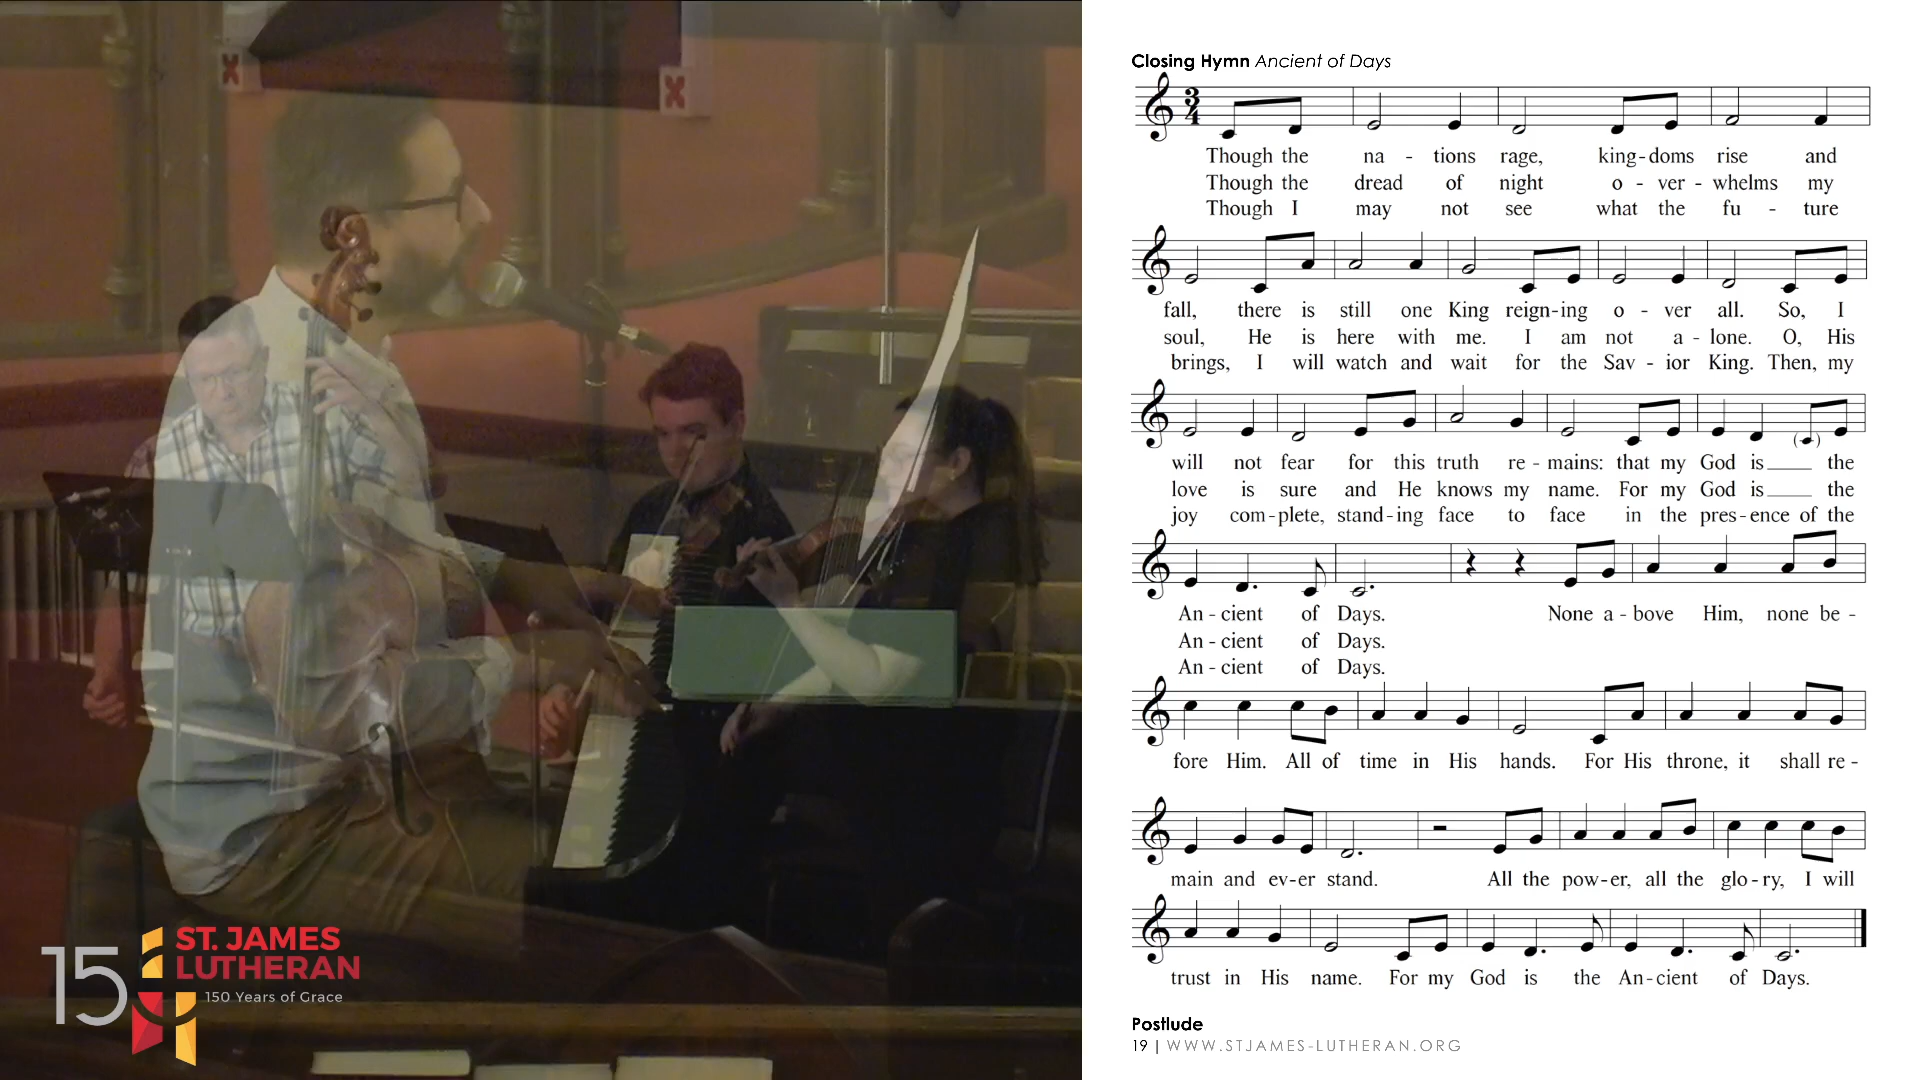 Closing Hymn Ancient of Days
3
4
Though the na - tions rage, king - doms rise and
Though the dread of night o - ver - whelms my
Though I may not see what the fu - ture
fall, there is still one King reign - ing o - ver all. So, I
soul, He is here with me. I am not a - lone. O, His
brings, I will watch and wait for the Sav - ior King. Then, my
will not fear for this truth re - mains: that my God is____ the
love is sure and He knows my name. For my God is____ the
joy com - plete, stand - ing face to face in the pres - ence of the
An - cient of Days. None a - bove Him, none be -
An - cient of Days.
An - cient of Days.
fore Him. All of time in His hands. For His throne, it shall re -
main and ev - er stand. All the pow - er, all the glo - ry, I will
trust in His name. For my God is the An - cient of Days.
Postlude
19 | WWW.STJAMES-LUTHERAN.ORG
150
ST. JAMES
LUTHERAN
150 Years of Grace